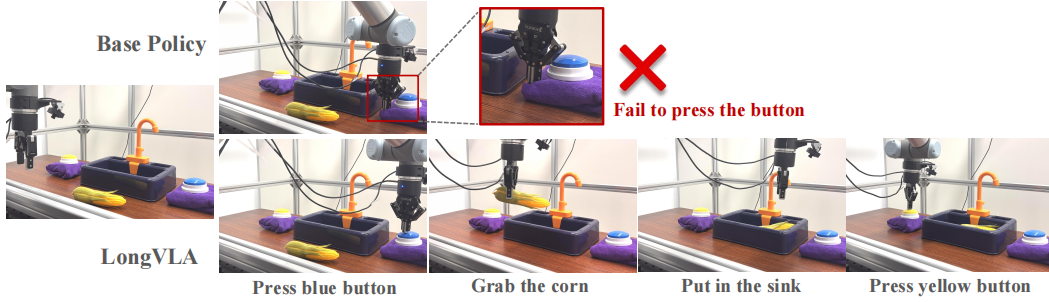 Base Policy
Fail to press the button
LongVLA
Press blue button
Grab the corn
Put in the sink
Press yellow button